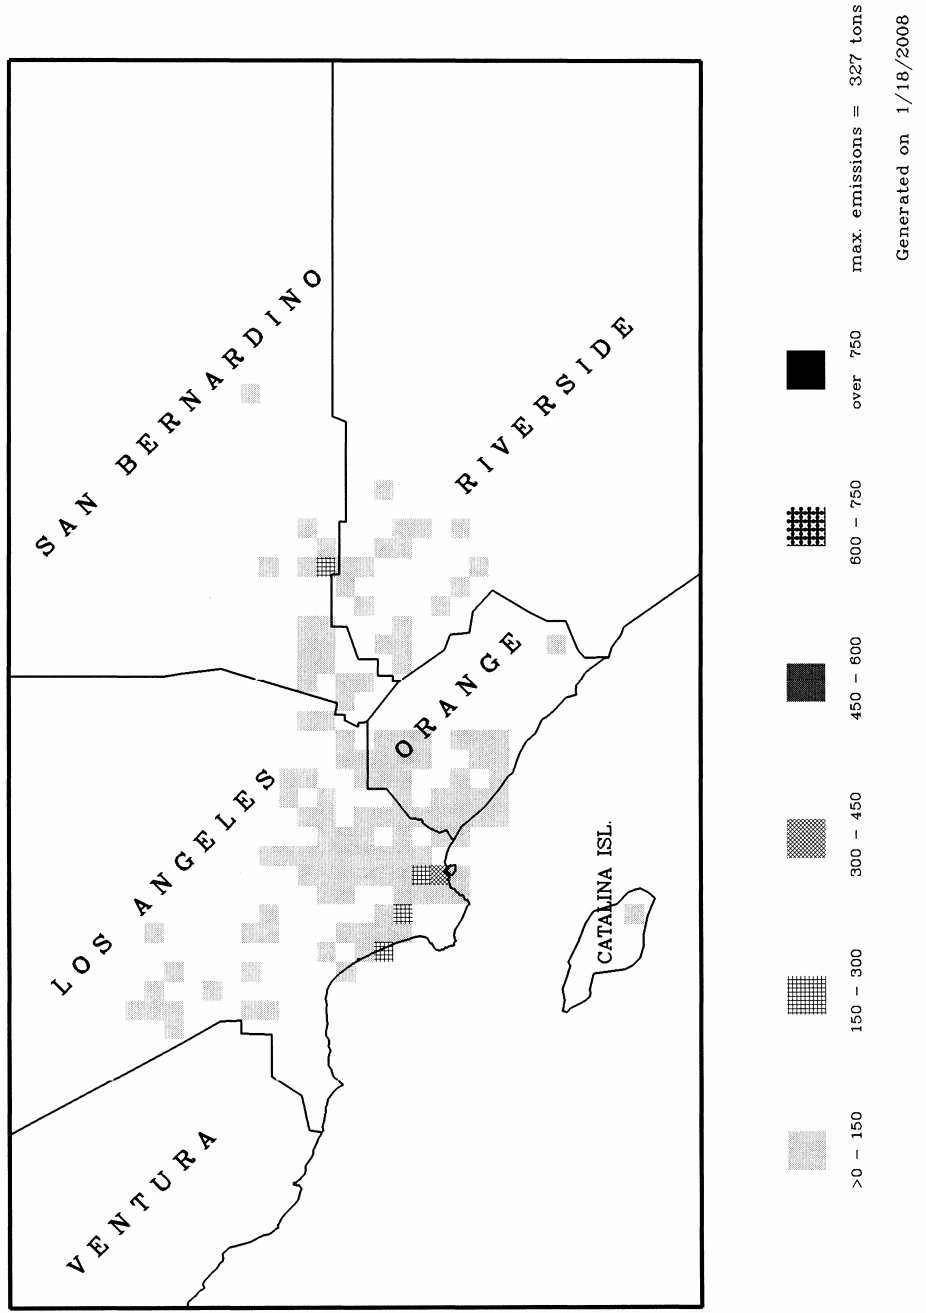 SAN BERNARDINO
LOS ANGELES
VENTURA
RIVERSIDE
ORANGE
CATALINA ISL.
>0 – 150
150 – 300
300 – 450
450 – 600
600 – 750
over 750
max. emissions = 327 tons
Generated on 1/18/2008